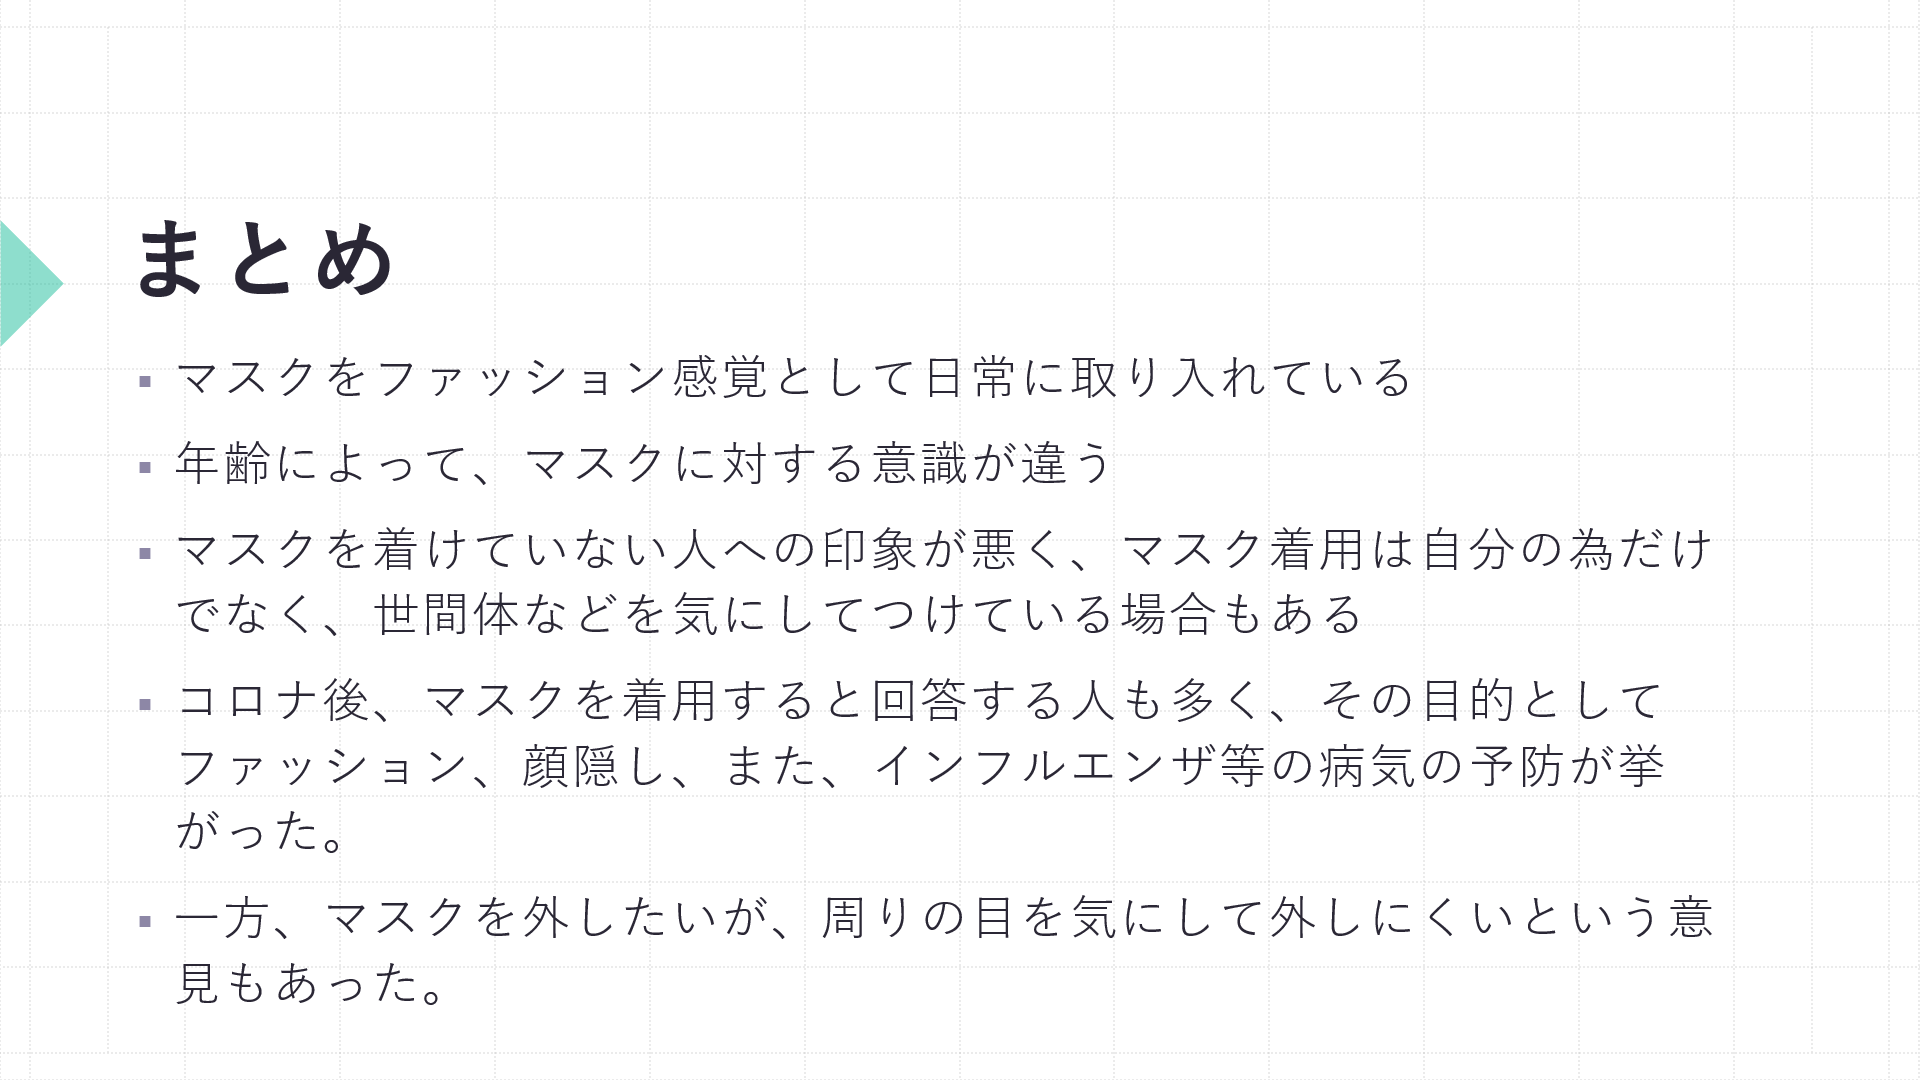 まとめ
▪ マスクをファッション感覚として日常に取り入れている
▪ 年齢によって、マスクに対する意識が違う
▪ マスクを着けていない人への印象が悪く、マスク着用は自分の為だけ
でなく、世間体などを気にしてつけている場合もある
▪ コロナ後、マスクを着用すると回答する人も多く、その目的として
ファッション、顔隠し、また、インフルエンザ等の病気の予防が挙
がった。
▪ 一方、マスクを外したいが、周りの目を気にして外しにくいという意
見もあった。